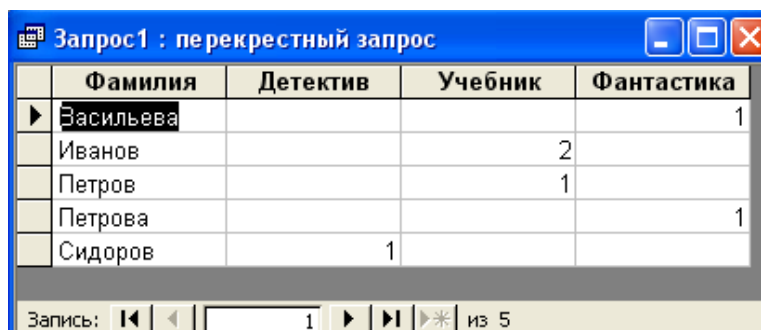 Запрос1 : перекрестный запрос
Фамилия Детектив Учебник Фантастика
Васильева 1
Иванов 2
Петров 1
Петрова 1
Сидоров 1
Запись: 1 из 5